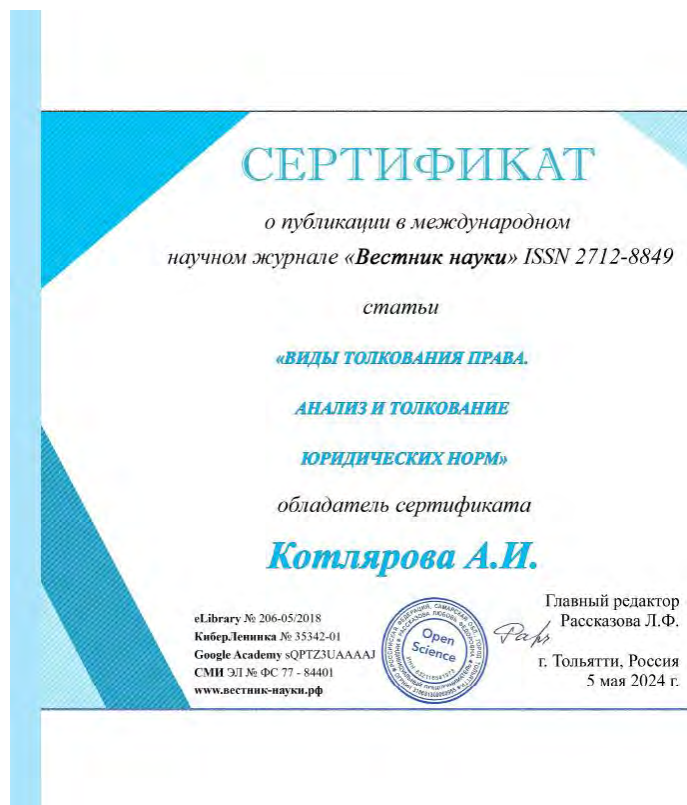 СЕРТИФИКАТ
о публикации в международном
научном журнале «Вестник науки» ISSN 2712-8849
статьи
«ВИДЫ ТОЛКОВАНИЯ ПРАВА.
АНАЛИЗ И ТОЛКОВАНИЕ
ЮРИДИЧЕСКИХ НОРМ»
обладатель сертификата
Котлярова А.И.
eLibrary № 206-05/2018
КиберЛенинка № 35342-01
Google Academy sQPTZ3UAAAAJ
СМИ ЭЛ № ФС 77 - 84401
www.вестник-науки.рф
Open
Science
Главный редактор
Рассказова Л.Ф.
г. Тольятти, Россия
5 мая 2024 г.